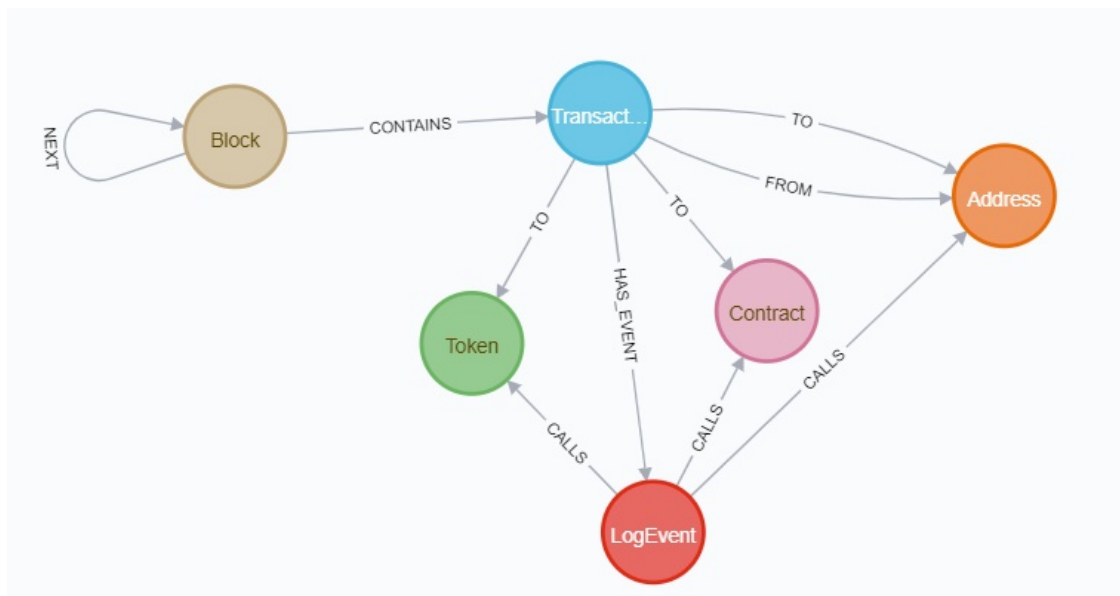 Transact...
TO
CONTAINS
Block
NEXT
FROM
Address
TO
TO
HAS_EVENT
Contract
Token
CALLS
CALLS
CALLS
LogEvent